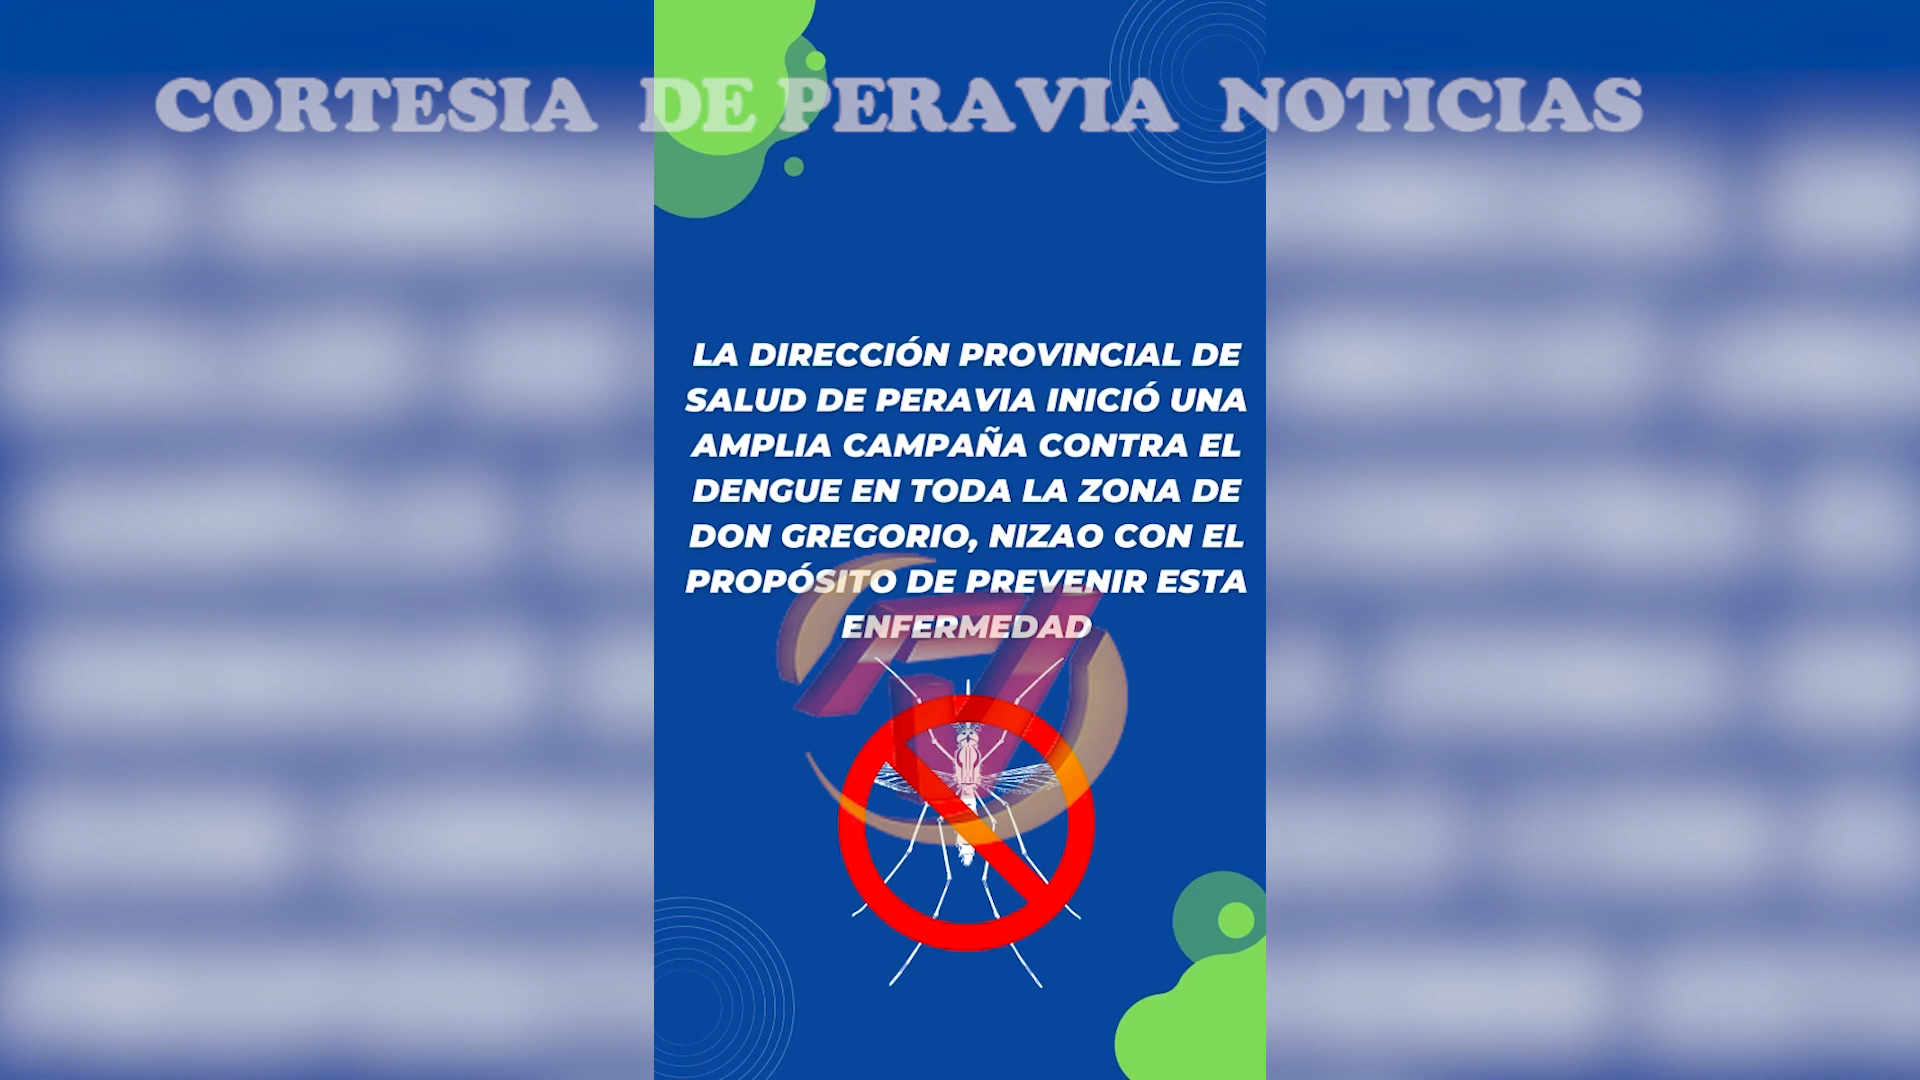 CORTESIA DE PERAVIA NOTICIAS
LA DIRECCIÓN PROVINCIAL DE
SALUD DE PERAVIA INICIÓ UNA
AMPLIA CAMPAÑA CONTRA EL
DENGUE EN TODA LA ZONA DE
DON GREGORIO, NIZAO CON EL
PROPÓSITO DE PREVENIR ESTA
ENFERMEDAD